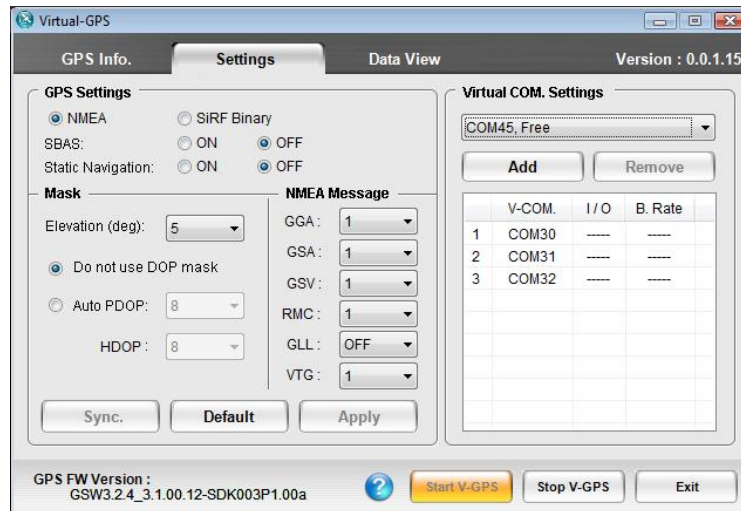 Virtual-GPS
GPS Info.
Settings
Data View
Version : 0.0.1.15
GPS Settings
NMEA
SiRF Binary
SBAS:
ON
OFF
Static Navigation:
ON
OFF
Mask
Elevation (deg):
5
Do not use DOP mask
Auto PDOP:
8
HDOP :
8
NMEA Message
GGA :
1
GSA :
1
GSV :
1
RMC :
1
GLL :
OFF
VTG :
1
Sync.
Default
Apply
Virtual COM. Settings
COM45, Free
Add
Remove
V-COM. I / O B. Rate
1 COM30 ----- -----
2 COM31 ----- -----
3 COM32 ----- -----
GPS FW Version :
GSW3.2.4_3.1.00.12-SDK003P1.00a
?
Start V-GPS
Stop V-GPS
Exit